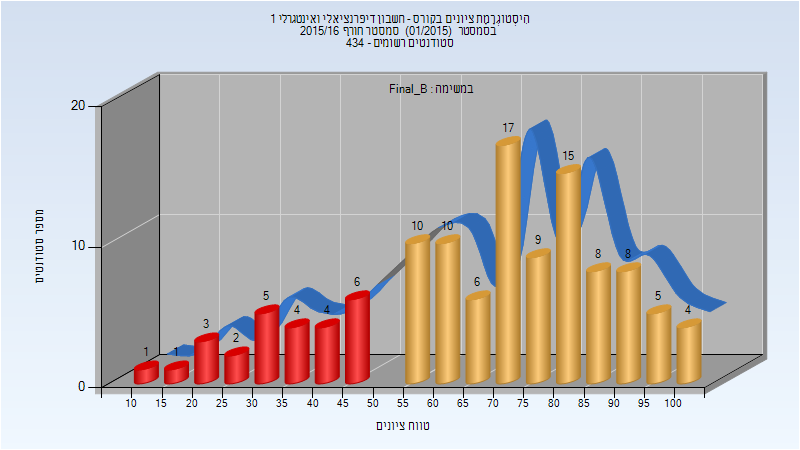 היסטוגרמת ציונים בקורס - חשבון דיפרנציאלי ואינטגרלי 1
בסמסטר (01/2015) סמסטר חורף 2015/16
סטודנטים רשומים - 434
במשימה : Final_B
מספר סטודנטים
20
10
0
1 1 3 2 5 4 4 6 10 10 6 17 9 15 8 8 5 4
10 15 20 25 30 35 40 45 50 55 60 65 70 75 80 85 90 95 100
טווח ציונים